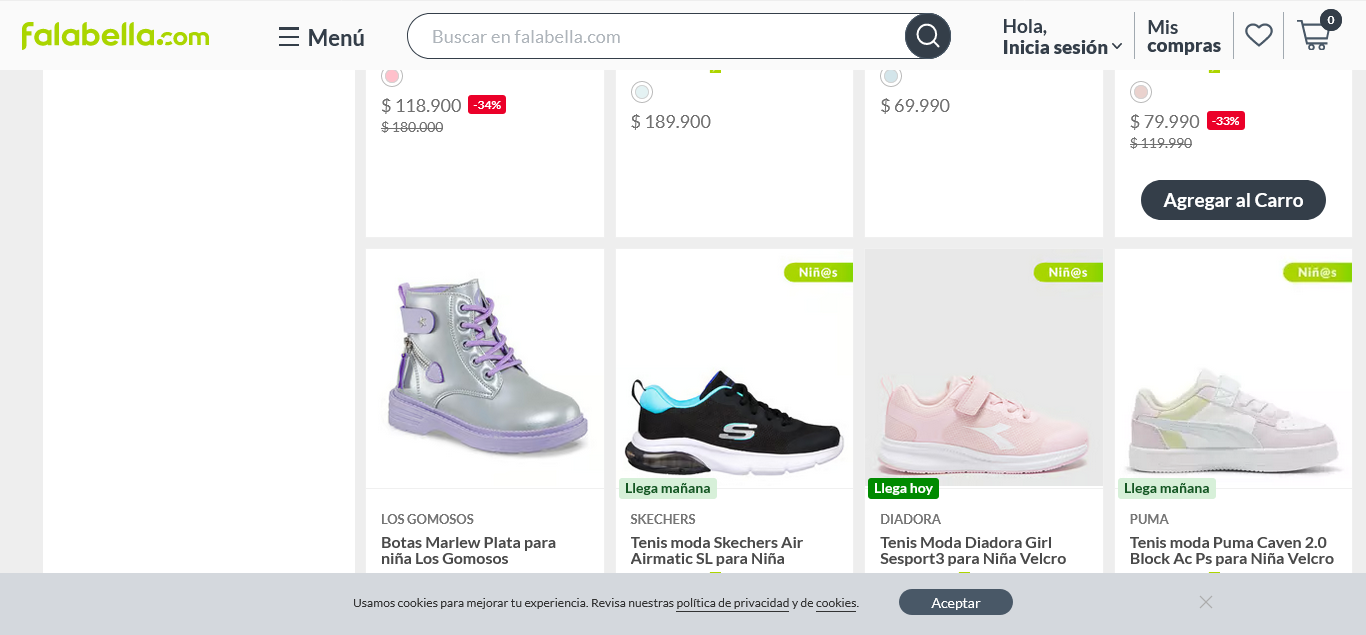 falabella.com
Menú
Buscar en falabella.com
Hola,
Inicia sesión
Mis
compras
0
$ 118.900 -34%
$ 180.000
$ 189.900
$ 69.990
$ 79.990 -33%
$ 119.990
Agregar al Carro
Niñ@s
Niñ@s
Niñ@s
Llega mañana
Llega hoy
Llega mañana
LOS GOMOSOS
Botas Marlew Plata para
niña Los Gomosos
SKECHERS
Tenis moda Skechers Air
Airmatic SL para Niña
DIADORA
Tenis Moda Diadora Girl
Sesport3 para Niña Velcro
PUMA
Tenis moda Puma Caven 2.0
Block Ac Ps para Niña Velcro
Usamos cookies para mejorar tu experiencia. Revisa nuestras política de privacidad y de cookies.
Aceptar